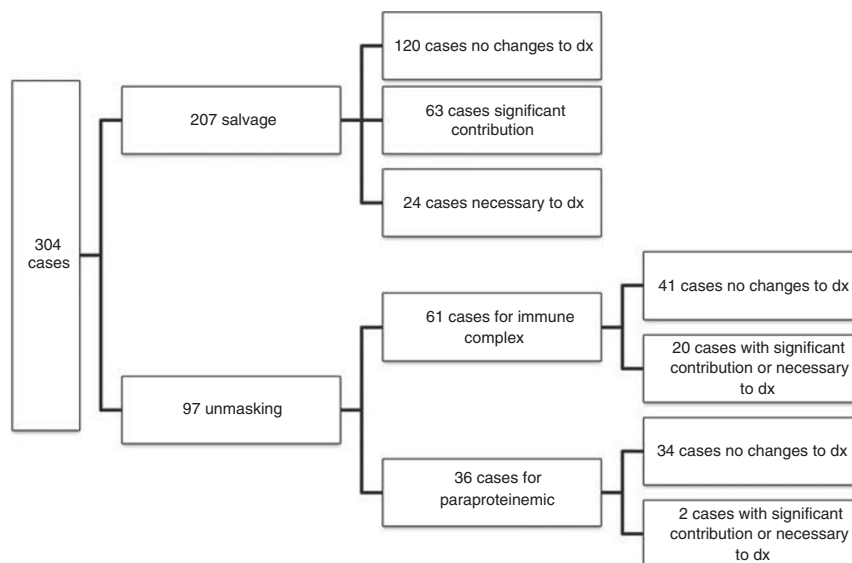 304
cases
207 salvage
120 cases no changes to dx
63 cases significant
contribution
24 cases necessary to dx
97 unmasking
61 cases for immune
complex
41 cases no changes to dx
20 cases with significant
contribution or necessary
to dx
36 cases for
paraproteinemic
34 cases no changes to dx
2 cases with significant
contribution or necessary
to dx